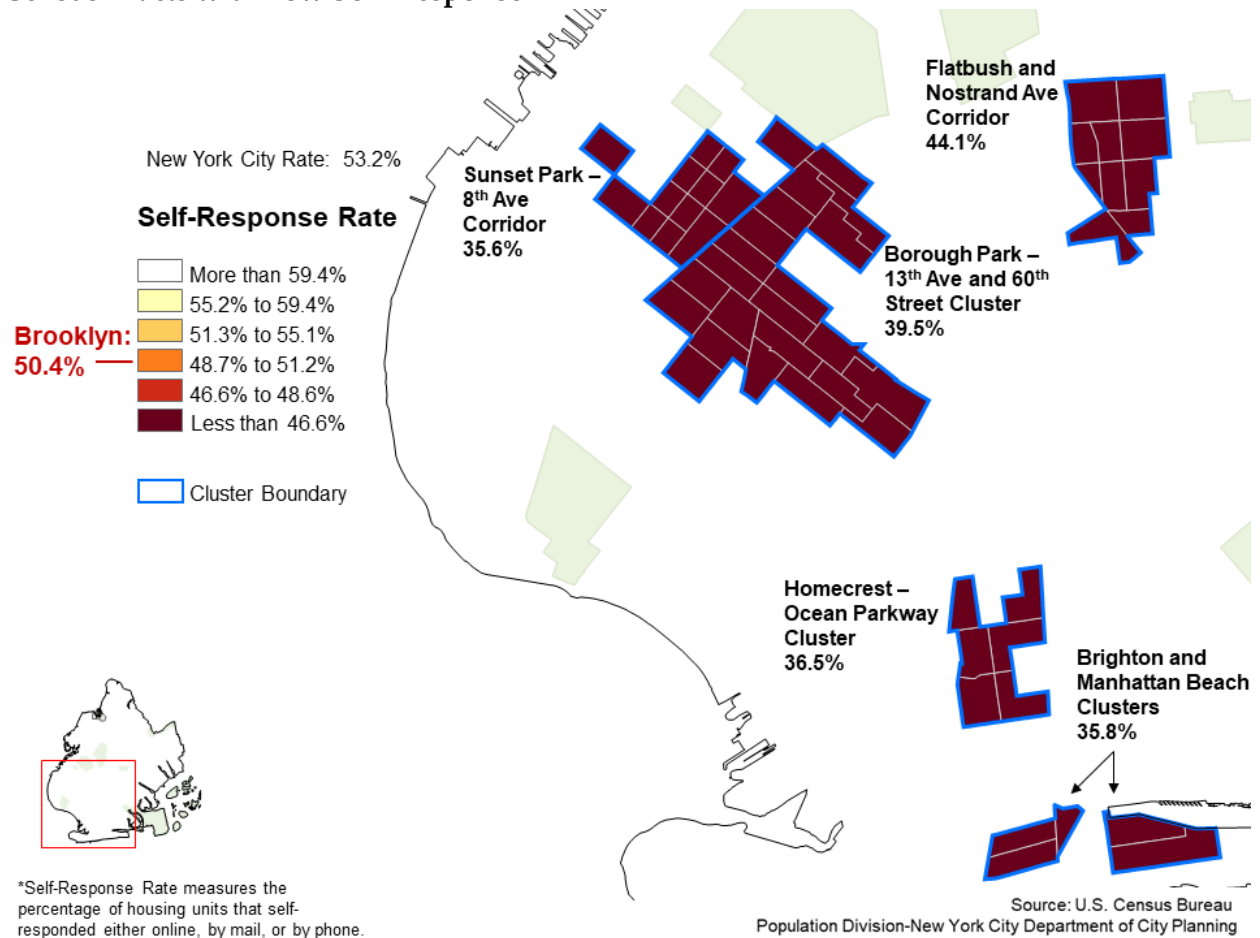 New York City Rate: 53.2%
Self-Response Rate
More than 59.4%
55.2% to 59.4%
51.3% to 55.1%
48.7% to 51.2%
46.6% to 48.6%
Less than 46.6%
Brooklyn:
50.4%
Cluster Boundary
Sunset Park –
8th Ave
Corridor
35.6%
Flatbush and
Nostrand Ave
Corridor
44.1%
Borough Park –
13th Ave and 60th
Street Cluster
39.5%
Homecrest –
Ocean Parkway
Cluster
36.5%
Brighton and
Manhattan Beach
Clusters
35.8%
*Self-Response Rate measures the
percentage of housing units that self-
responded either online, by mail, or by phone.
Source: U.S. Census Bureau
Population Division-New York City Department of City Planning